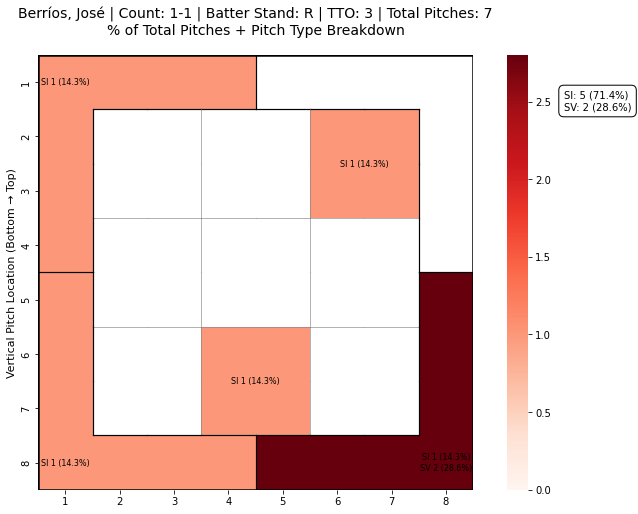 Berríos, José | Count: 1-1 | Batter Stand: R | TTO: 3 | Total Pitches: 7
% of Total Pitches + Pitch Type Breakdown
SI: 5 (71.4%)
SV: 2 (28.6%)
Vertical Pitch Location (Bottom → Top)
1
2
3
4
5
6
7
8
SI 1 (14.3%)
SI 1 (14.3%)
SI 1 (14.3%)
SI 1 (14.3%)
SI 1 (14.3%)
SV 2 (28.6%)
1
2
3
4
5
6
7
8
2.5
2.0
1.5
1.0
0.5
0.0